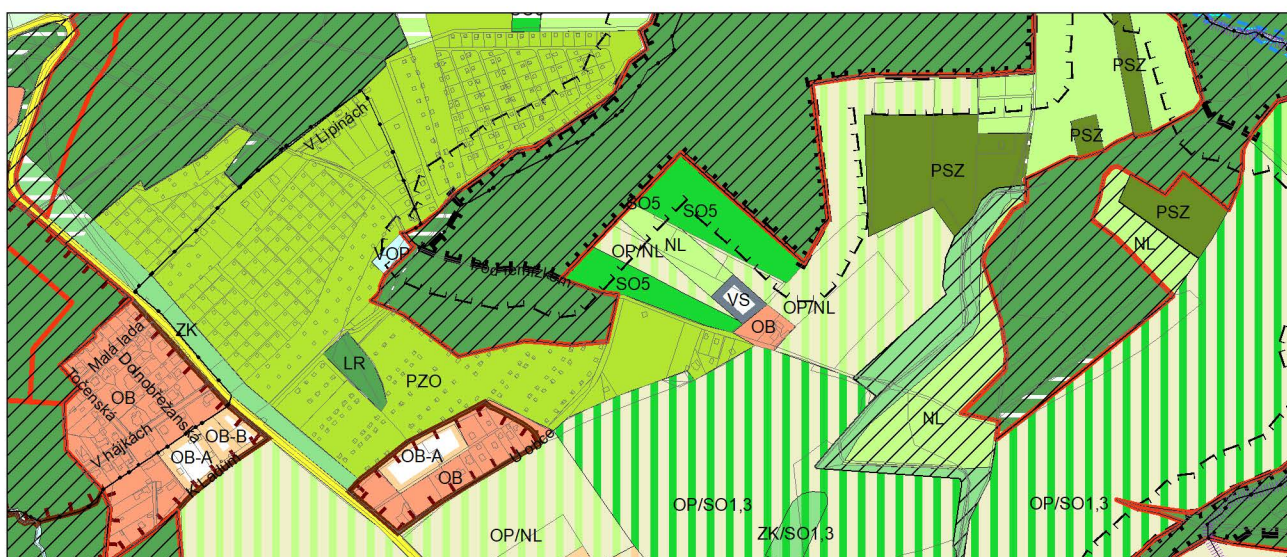 PSZ
V Lipinách
PSZ
PSZ
PSZ
SO5
SO5
NL
NL
OP/NL
VOP
SO5
VS
OP/NL
OB
ZK
Malá lada
Dolnobřežanská
Točenská
LR
PZO
OB
V hájkách
OB-B
OB-A
NL
U obce
OB-A
OB
OP/SO1,3
OP/SO1,3
OP/NL
ZK/SO1,3